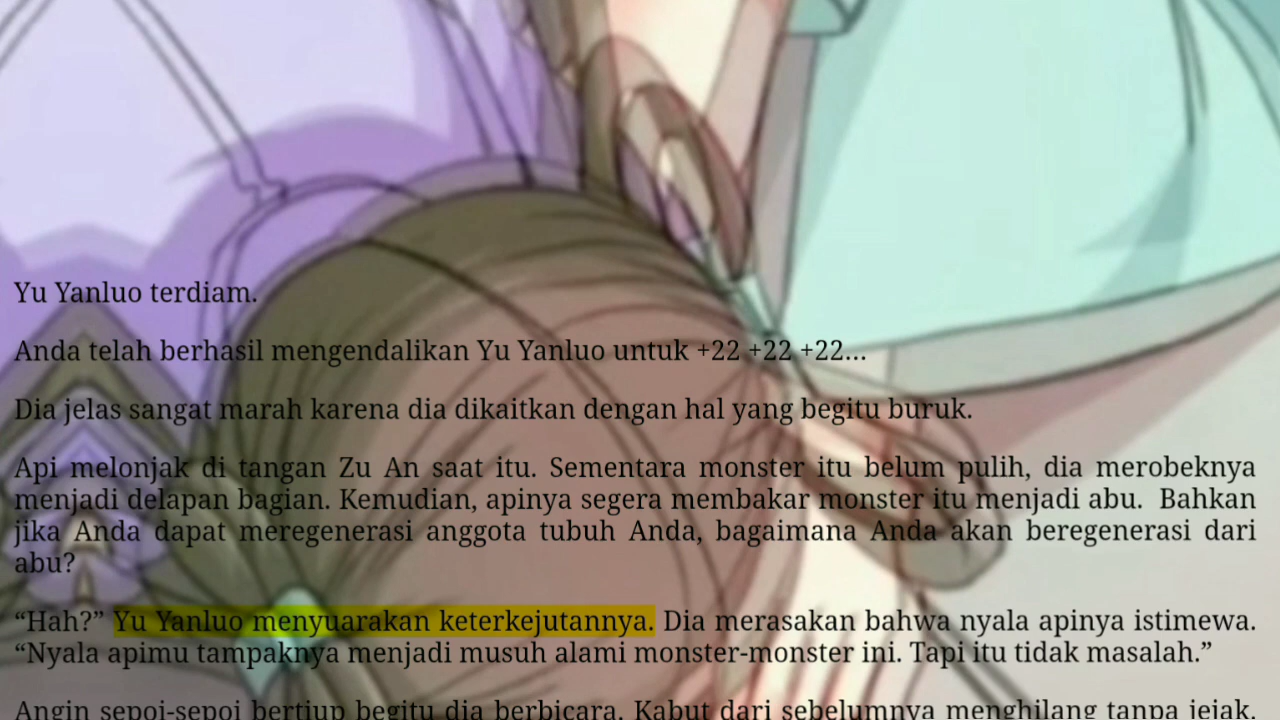 Yu Yanluo terdiam.
Anda telah berhasil mengendalikan Yu Yanluo untuk +22 +22 +22...
Dia jelas sangat marah karena dia dikaitkan dengan hal yang begitu buruk.
Api melonjak di tangan Zu An saat itu. Sementara monster itu belum pulih, dia merobeknya
menjadi delapan bagian. Kemudian, apinya segera membakar monster itu menjadi abu. Bahkan
jika Anda dapat meregenerasi anggota tubuh Anda, bagaimana Anda akan beregenerasi dari
abu?
“Hah?” Yu Yanluo menyuarakan keterkejutannya. Dia merasakan bahwa nyala apinya istimewa.
“Nyala apimu tampaknya menjadi musuh alami monster-monster ini. Tapi itu tidak masalah.”
Angin sepoi-sepoi bertiup begitu dia berbicara. Kabut dari sebelumnya menghilang tanpa jejak.